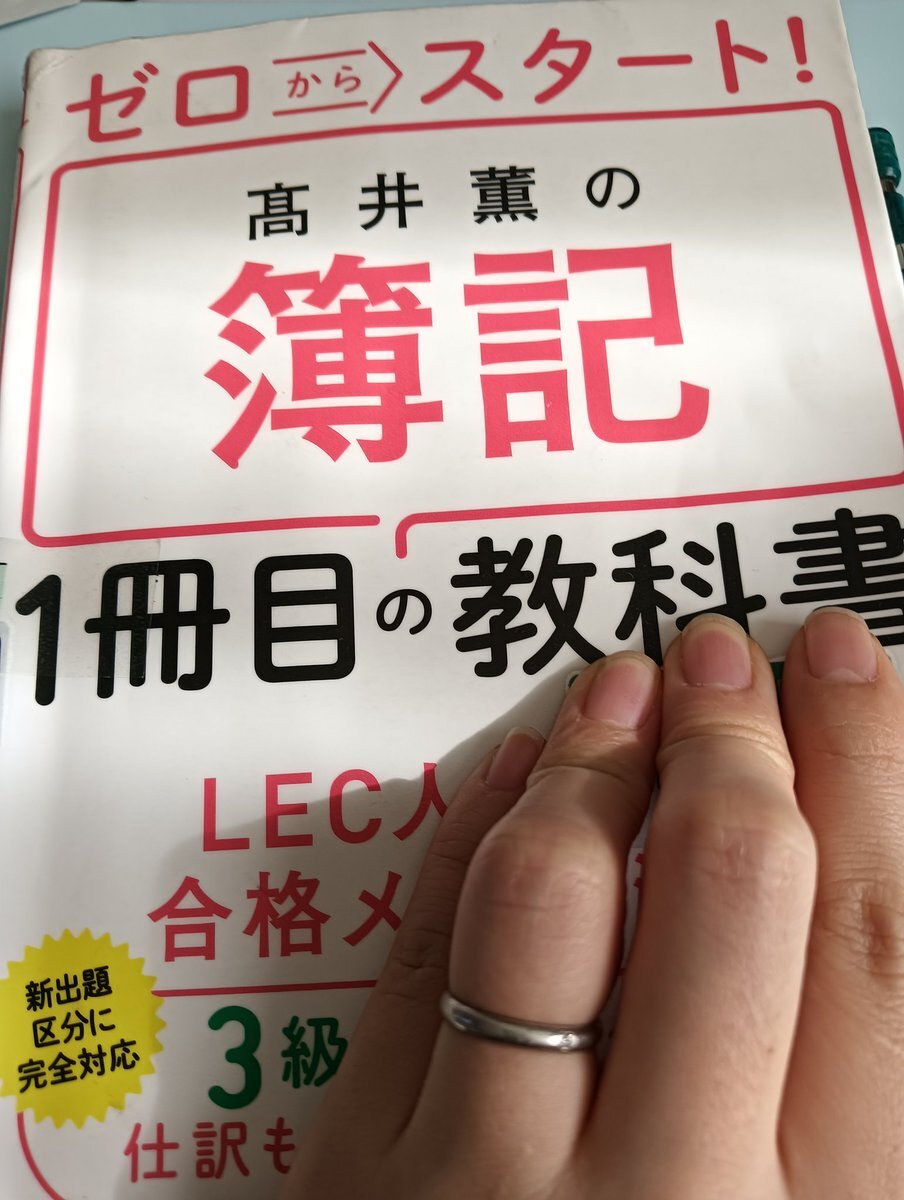 ゼロからスタート!
髙井薫の
簿記
1冊目の教科書
LEC人
合格メ
新出題
区分に
完全対応
3級
仕訳も